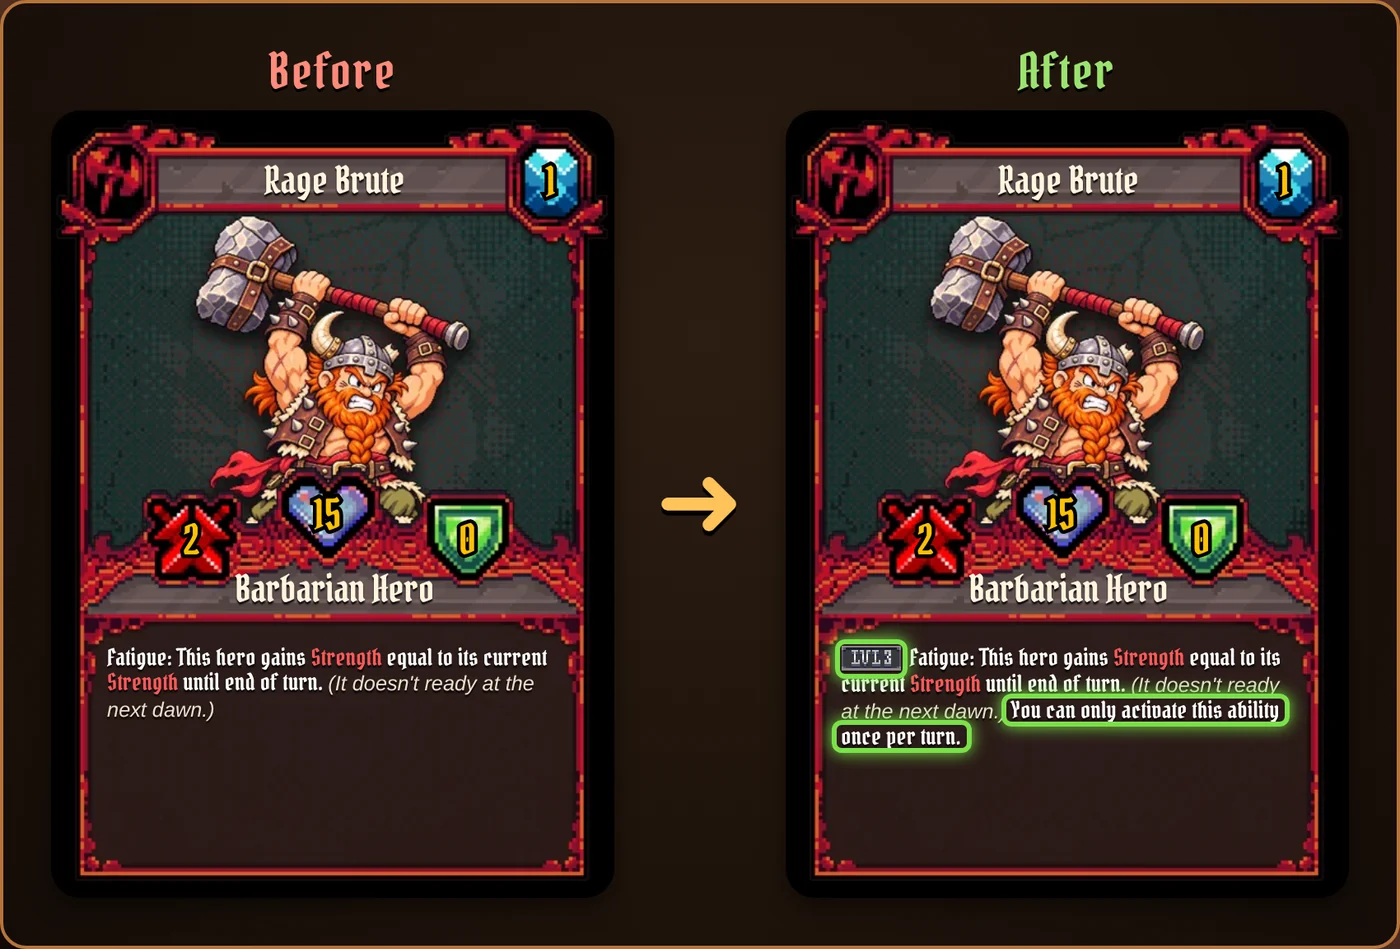 Before
After
Rage Brute
1
2
15
0
Barbarian Hero
Fatigue: This hero gains Strength equal to its current
Strength until end of turn. (It doesn't ready at the
next dawn.)
Rage Brute
1
2
15
0
Barbarian Hero
LVL 3 Fatigue: This hero gains Strength equal to its
current Strength until end of turn. (It doesn't ready
at the next dawn.) You can only activate this ability
once per turn.